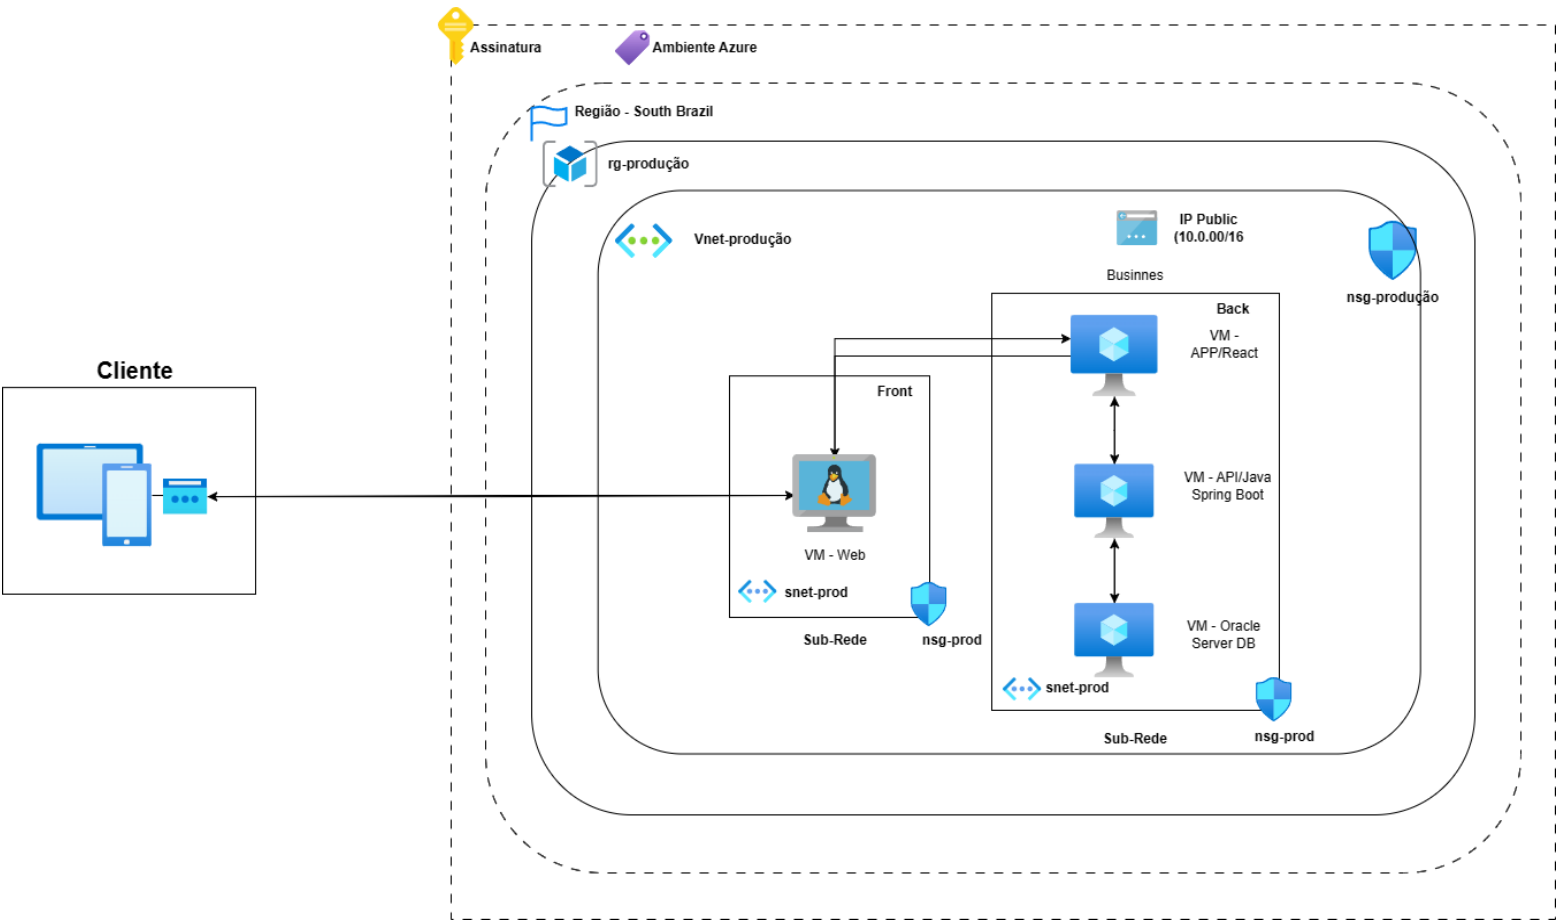 Assinatura
Ambiente Azure
Região - South Brazil
rg-produção
Vnet-produção
IP Public
(10.0.00/16
nsg-produção
Businnes
Back
VM -
APP/React
Cliente
Front
VM - API/Java
Spring Boot
VM - Web
snet-prod
Sub-Rede
nsg-prod
VM - Oracle
Server DB
snet-prod
Sub-Rede
nsg-prod